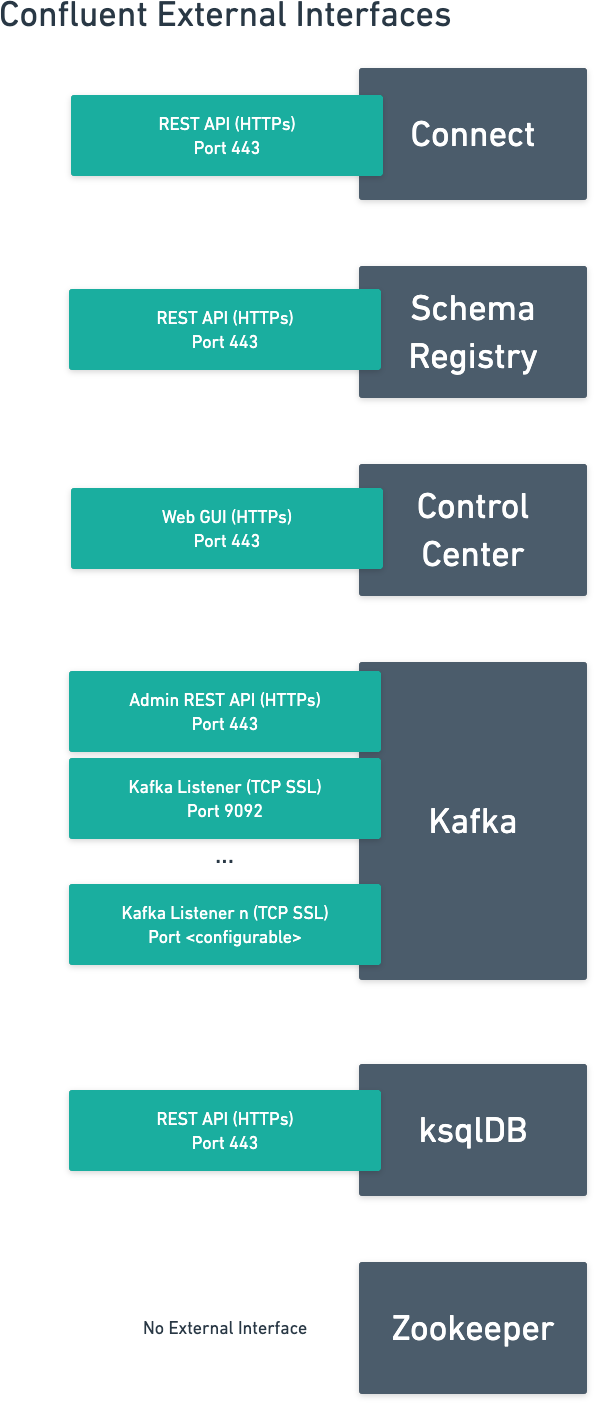 Confluent External Interfaces
REST API (HTTPs)
Port 443
Connect
REST API (HTTPs)
Port 443
Schema
Registry
Web GUI (HTTPs)
Port 443
Control
Center
Admin REST API (HTTPs)
Port 443
Kafka Listener (TCP SSL)
Port 9092
...
Kafka Listener n (TCP SSL)
Port <configurable>
Kafka
REST API (HTTPs)
Port 443
ksqlDB
No External Interface
Zookeeper